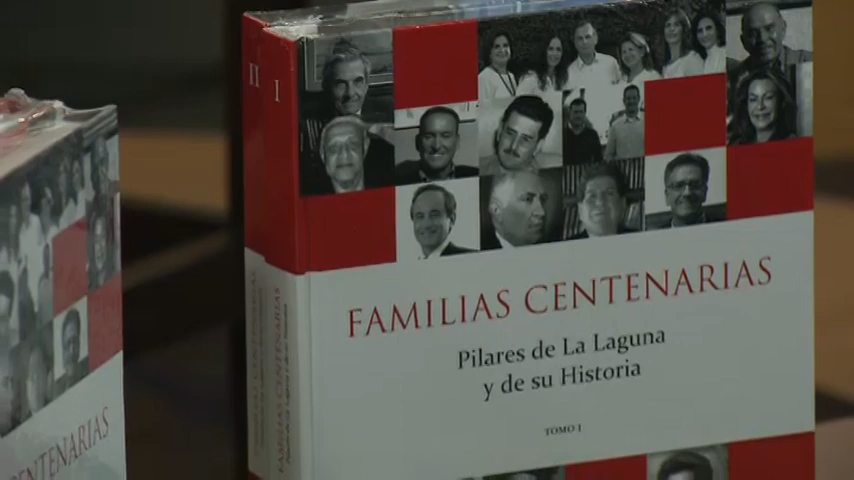 II
I
FAMILIAS CENTENARIAS
Pilares de La Laguna
y de su Historia
TOMO I
FAMILIAS CENTENARIAS
CENTENARIAS